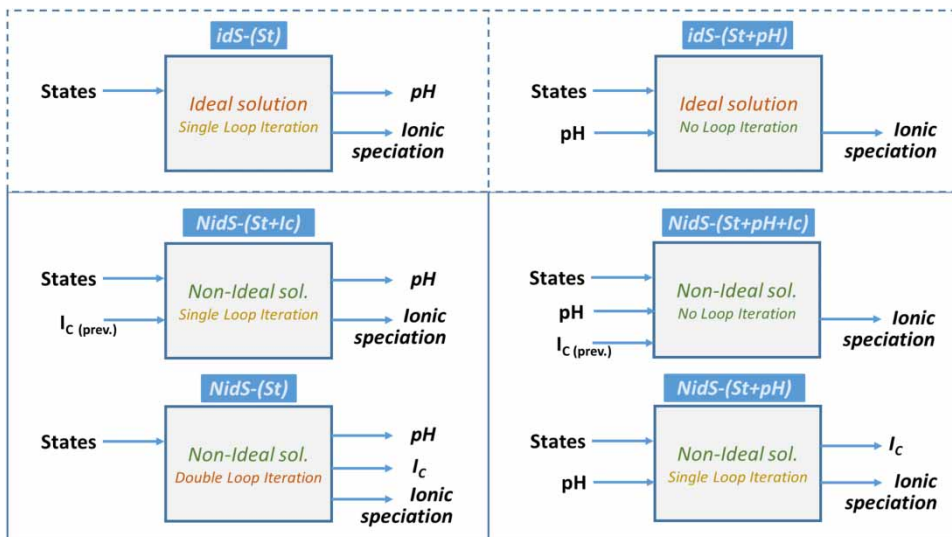 idS-(St)
States
Ideal solution
Single Loop Iteration
pH
Ionic
speciation
idS-(St+pH)
States
pH
Ideal solution
No Loop Iteration
Ionic
speciation
NidS-(St+Ic)
States
IC (prev.)
Non-Ideal sol.
Single Loop Iteration
pH
Ionic
speciation
NidS-(St+pH+Ic)
States
pH
IC (prev.)
Non-Ideal sol.
No Loop Iteration
Ionic
speciation
NidS-(St)
States
Non-Ideal sol.
Double Loop Iteration
pH
IC
Ionic
speciation
NidS-(St+pH)
States
pH
Non-Ideal sol.
Single Loop Iteration
IC
Ionic
speciation